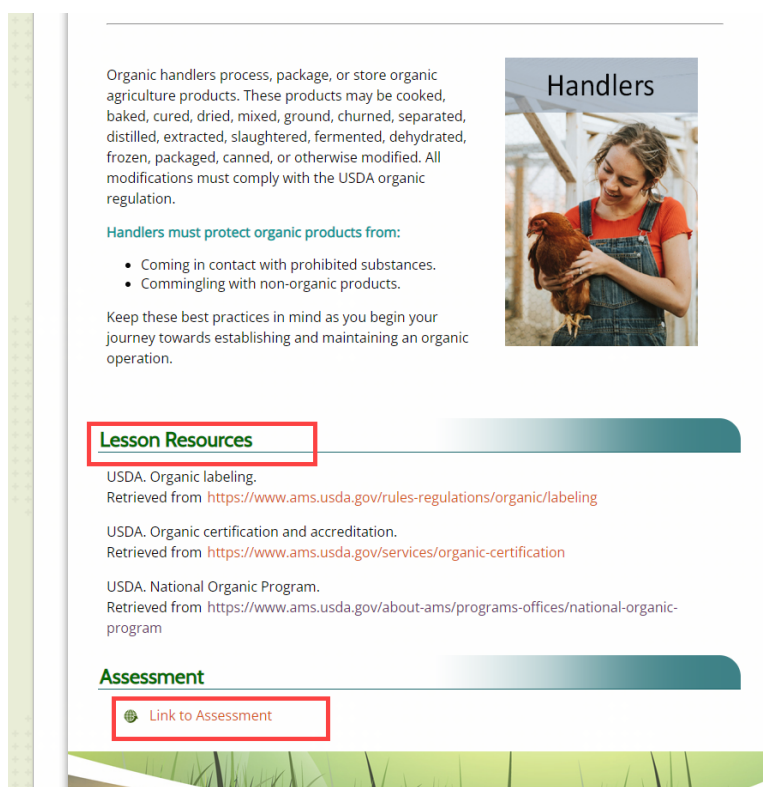 Organic handlers process, package, or store organic
agriculture products. These products may be cooked,
baked, cured, dried, mixed, ground, churned, separated,
distilled, extracted, slaughtered, fermented, dehydrated,
frozen, packaged, canned, or otherwise modified. All
modifications must comply with the USDA organic
regulation.
Handlers must protect organic products from:
• Coming in contact with prohibited substances.
• Commingling with non-organic products.
Keep these best practices in mind as you begin your
journey towards establishing and maintaining an organic
operation.
Handlers
Lesson Resources
USDA. Organic labeling.
Retrieved from https://www.ams.usda.gov/rules-regulations/organic/labeling
USDA. Organic certification and accreditation.
Retrieved from https://www.ams.usda.gov/services/organic-certification
USDA. National Organic Program.
Retrieved from https://www.ams.usda.gov/about-ams/programs-offices/national-organic-
program
Assessment
Link to Assessment